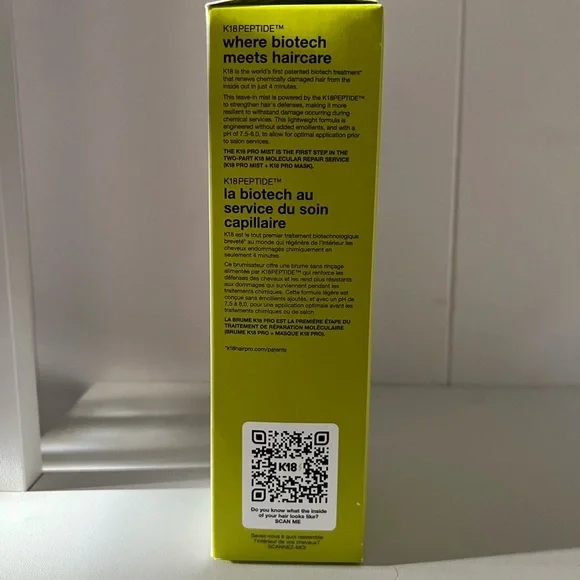 K18PEPTIDE™
where biotech
meets haircare
K18 is the world's first patented biotech treatment*
that renews chemically damaged hair from the
inside out in just 4 minutes.
This leave-in mist is powered by the K18PEPTIDE™
to strengthen hair's defenses, making it more
resilient to withstand damage occurring during
chemical services. This lightweight formula is
engineered without added emollients, and with a
pH of 7.5-8.0, to allow for optimal application prior
to salon services.
THE K18 PRO MIST IS THE FIRST STEP IN THE
TWO-PART K18 MOLECULAR REPAIR SERVICE
(K18 PRO MIST + K18 PRO MASK).
K18PEPTIDE™
la biotech au
service du soin
capillaire
K18 est le tout premier traitement biotechnologique
breveté* au monde qui régénère de l'intérieur les
cheveux endommagés chimiquement en
seulement 4 minutes.
Ce brumisateur offre une brume sans rinçage
alimentée par K18PEPTIDE™ qui renforce les
défenses des cheveux et les rend plus résistants
aux dommages qui surviennent pendant les
traitements chimiques. Cette formule légère est
conçue sans émollients ajoutés, et avec un pH de
7,5 à 8,0, pour une application optimale avant les
traitements chimiques ou de salon.
LA BRUME K18 PRO EST LA PREMIÈRE ÉTAPE DU
TRAITEMENT DE RÉPARATION MOLÉCULAIRE
(BRUME K18 PRO + MASQUE K18 PRO).
*k18hairpro.com/patents
K18
Do you know what the inside
of your hair looks like?
SCAN ME
Savez-vous à quoi ressemble
l'intérieur de vos cheveux?
SCANNEZ-MOI